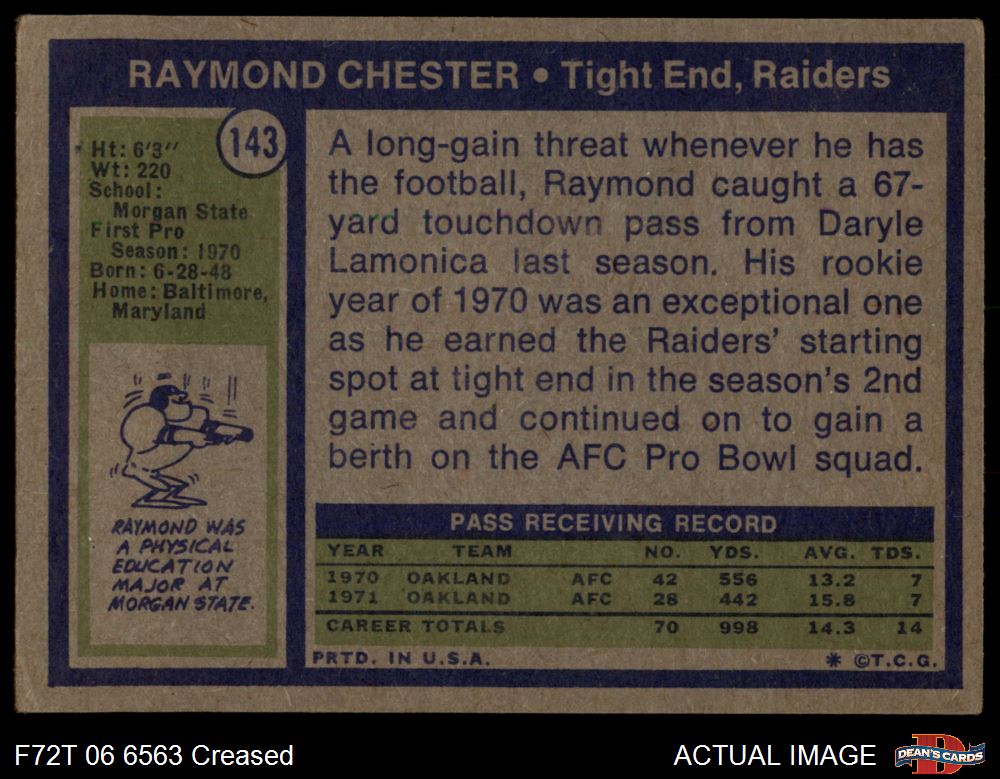 RAYMOND CHESTER • Tight End, Raiders
143
Ht: 6'3"
Wt: 220
School:
Morgan State
First Pro
Season: 1970
Born: 6-28-48
Home: Baltimore,
Maryland
RAYMOND WAS
A PHYSICAL
EDUCATION
MAJOR AT
MORGAN STATE.
A long-gain threat whenever he has
the football, Raymond caught a 67-
yard touchdown pass from Daryle
Lamonica last season. His rookie
year of 1970 was an exceptional one
as he earned the Raiders' starting
spot at tight end in the season's 2nd
game and continued on to gain a
berth on the AFC Pro Bowl squad.
PASS RECEIVING RECORD
YEAR TEAM NO. YDS. AVG. TDS.
1970 OAKLAND AFC 42 556 13.2 7
1971 OAKLAND AFC 28 442 15.8 7
CAREER TOTALS 70 998 14.3 14
PRTD. IN U.S.A. * ©T.C.G.
F72T 06 6563 Creased
ACTUAL IMAGE
DEAN'S CARDS